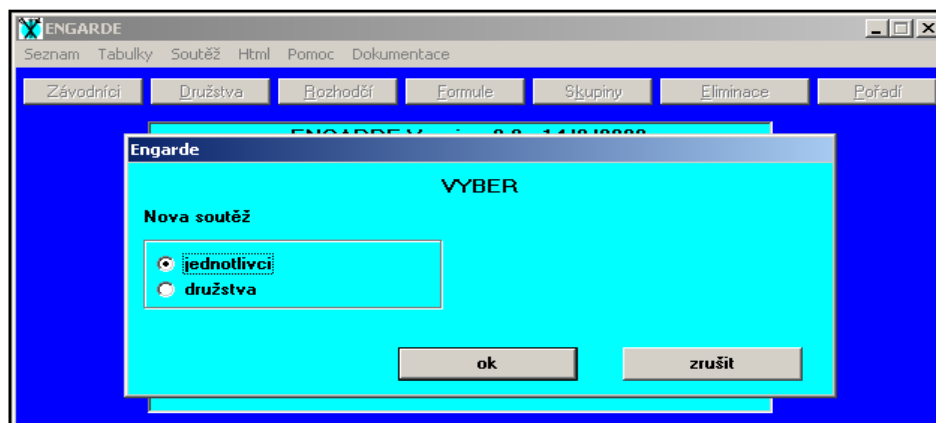 ENGARDE
Seznam Tabulky Soutěž Html Pomoc Dokumentace
Závodníci Družstva Rozhodčí Formule Skupiny Eliminace Pořadí
ENGARDE
Engarde
VYBER
Nova soutěž
jednotlivci
družstva
ok zrušit